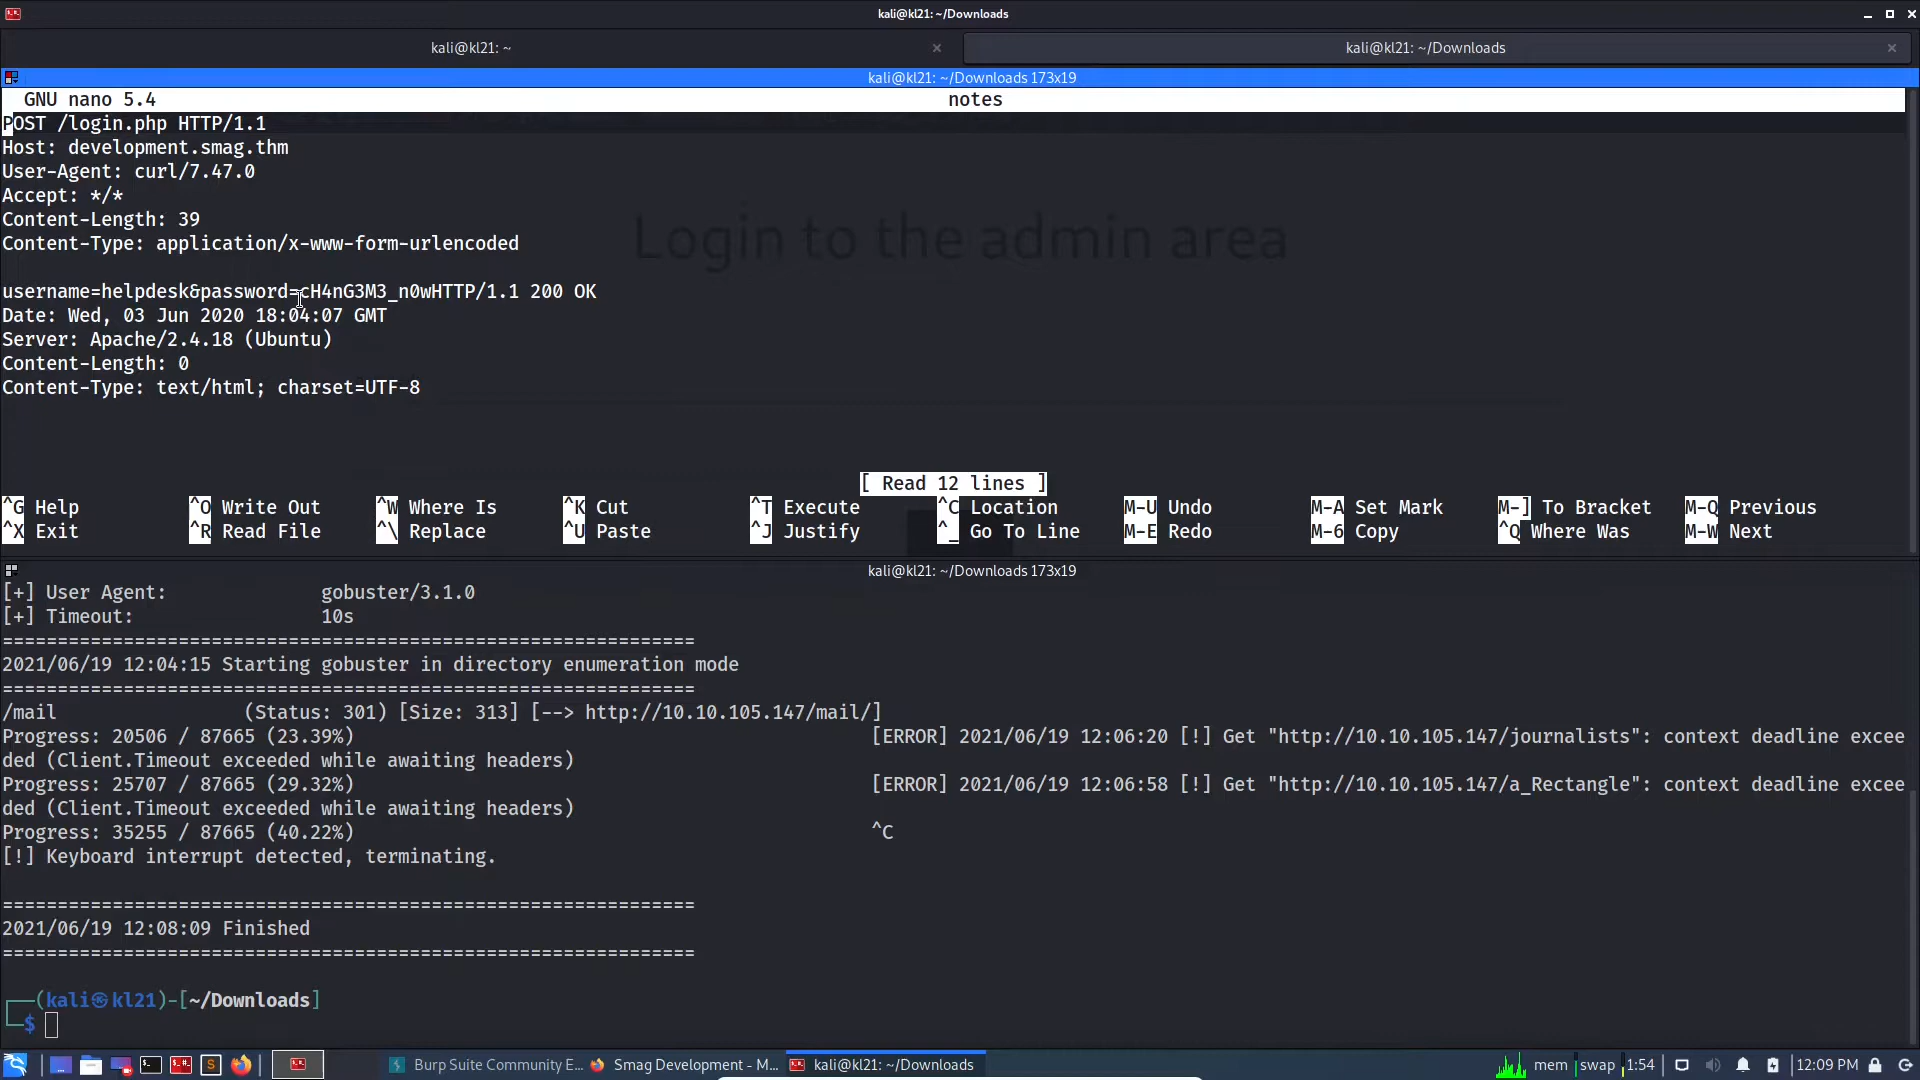 kali@kl21: ~/Downloads
kali@kl21: ~
kali@kl21: ~/Downloads
kali@kl21: ~/Downloads 173x19
GNU nano 5.4 notes
POST /login.php HTTP/1.1
Host: development.smag.thm
User-Agent: curl/7.47.0
Accept: */*
Content-Length: 39
Content-Type: application/x-www-form-urlencoded
Login to the admin area
username=helpdesk&password=cH4nG3M3_n0wHTTP/1.1 200 OK
Date: Wed, 03 Jun 2020 18:04:07 GMT
Server: Apache/2.4.18 (Ubuntu)
Content-Length: 0
Content-Type: text/html; charset=UTF-8
[ Read 12 lines ]
^G Help ^O Write Out ^W Where Is ^K Cut ^T Execute ^C Location M-U Undo M-A Set Mark M-] To Bracket M-Q Previous
^X Exit ^R Read File ^\ Replace ^U Paste ^J Justify ^_ Go To Line M-E Redo M-6 Copy ^Q Where Was M-W Next
kali@kl21: ~/Downloads 173x19
[+] User Agent: gobuster/3.1.0
[+] Timeout: 10s
===============================================================
2021/06/19 12:04:15 Starting gobuster in directory enumeration mode
===============================================================
/mail (Status: 301) [Size: 313] [--> http://10.10.105.147/mail/]
Progress: 20506 / 87665 (23.39%) [ERROR] 2021/06/19 12:06:20 [!] Get "http://10.10.105.147/journalists": context deadline excee
ded (Client.Timeout exceeded while awaiting headers)
Progress: 25707 / 87665 (29.32%) [ERROR] 2021/06/19 12:06:58 [!] Get "http://10.10.105.147/a_Rectangle": context deadline excee
ded (Client.Timeout exceeded while awaiting headers)
Progress: 35255 / 87665 (40.22%) ^C
[!] Keyboard interrupt detected, terminating.
===============================================================
2021/06/19 12:08:09 Finished
===============================================================
(kali㉿kl21)-[~/Downloads]
$
Burp Suite Community E... Smag Development - M... kali@kl21: ~/Downloads mem swap 1:54 12:09 PM